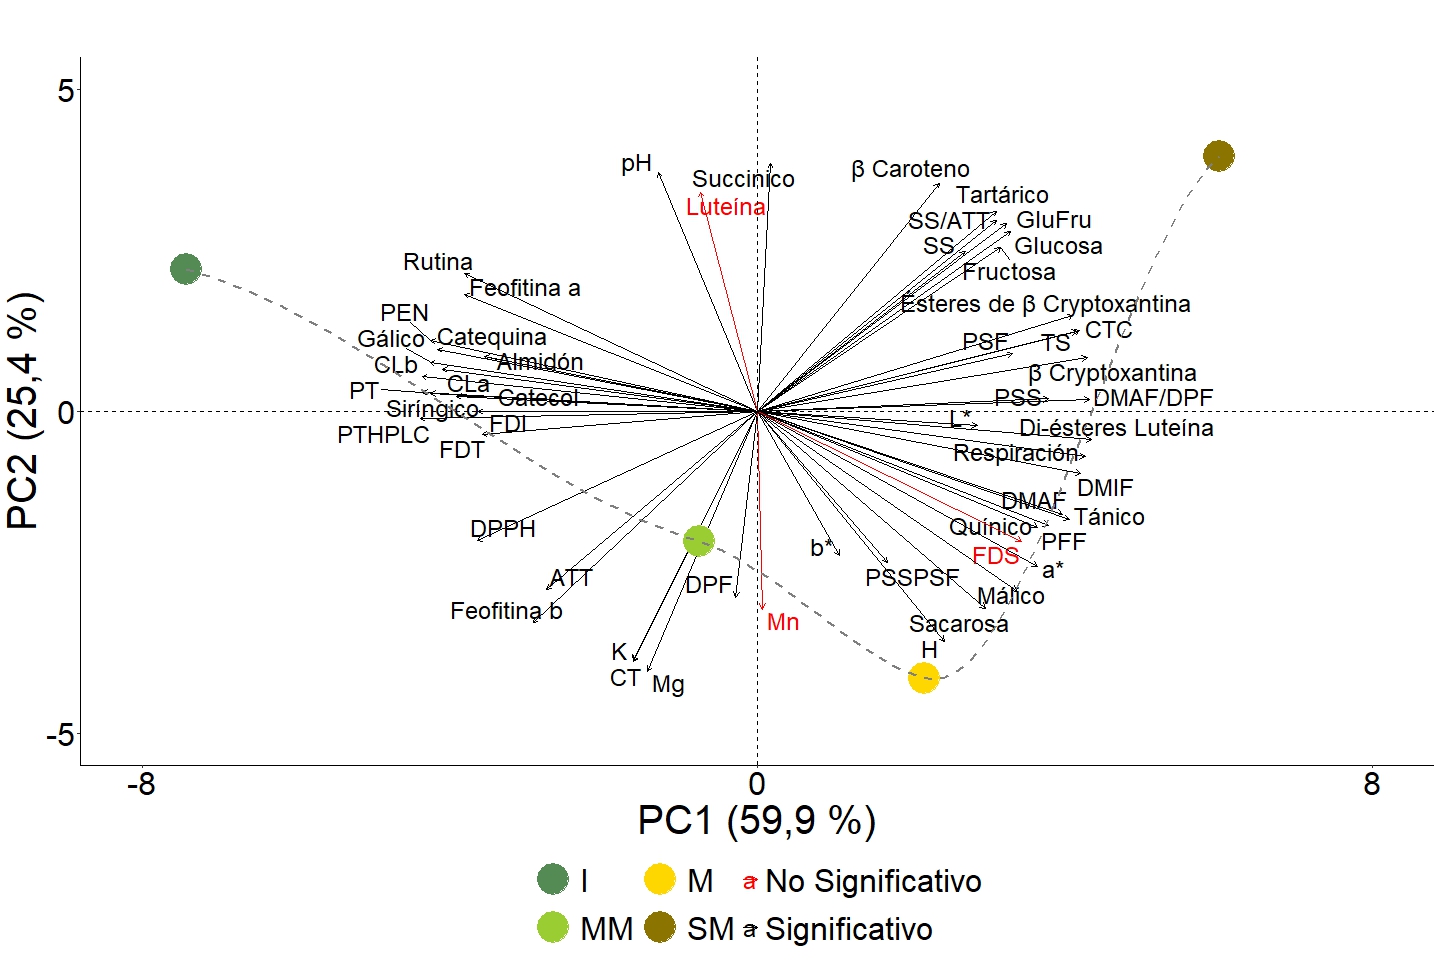 5
pH
Succinico
β Caroteno
Luteína
Tartárico
SS/ATT
GluFru
SS
Glucosa
Rutina
Fructosa
Feofitina a
Esteres de β Cryptoxantina
PEN
CTC
Gálico
Catequina
PSF
TS
CLb
Almidón
β Cryptoxantina
PT
CLa
Catecol
PSS
DMAF/DPF
Siríngico
0
L*
PTHPLC
FDI
Di-ésteres Luteína
FDT
Respiración
DMIF
DMAF
Tánico
DPPH
Quínico
PFF
b*
FDS
a*
ATT
DPF
PSSPSF
Málico
Feofitina b
Mn
Sacarosa
K
H
CT
Mg
-5
PC2 (25,4 %)
-8
0
8
PC1 (59,9 %)
I
M
a No Significativo
MM
SM
a Significativo